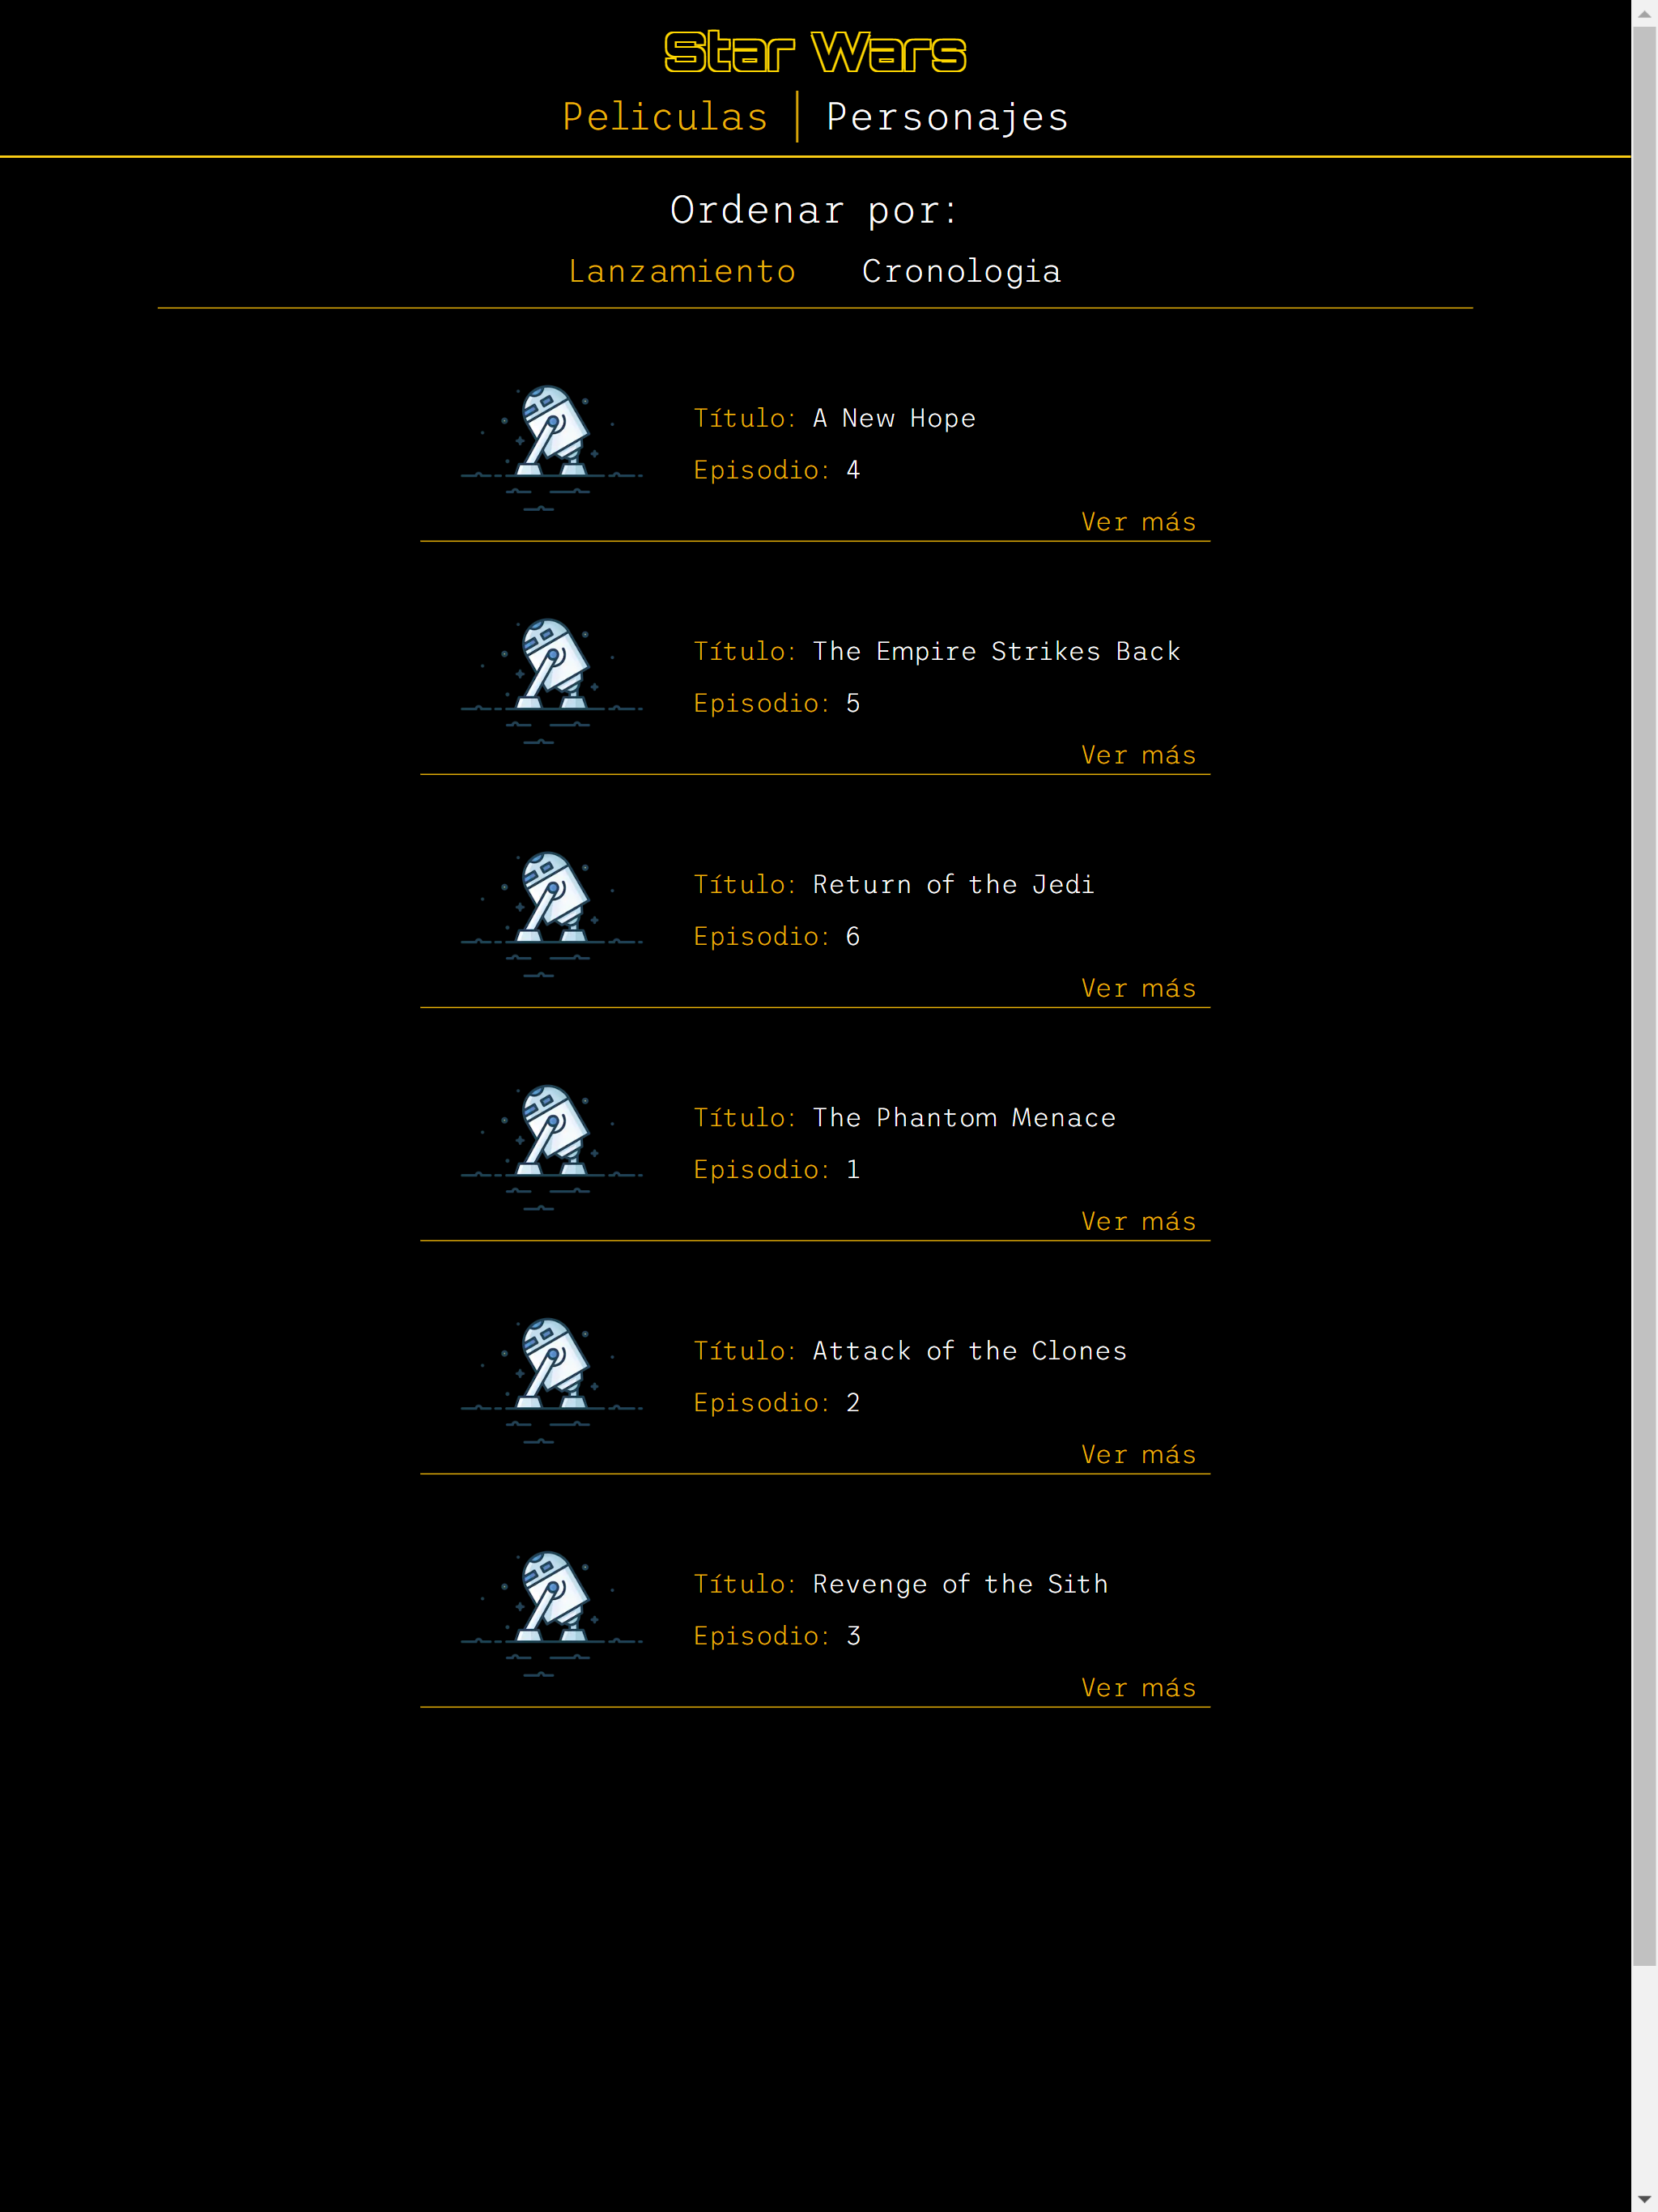 Star Wars
Peliculas Personajes
Ordenar por:
Lanzamiento Cronologia
Título: A New Hope
Episodio: 4
Ver más
Título: The Empire Strikes Back
Episodio: 5
Ver más
Título: Return of the Jedi
Episodio: 6
Ver más
Título: The Phantom Menace
Episodio: 1
Ver más
Título: Attack of the Clones
Episodio: 2
Ver más
Título: Revenge of the Sith
Episodio: 3
Ver más